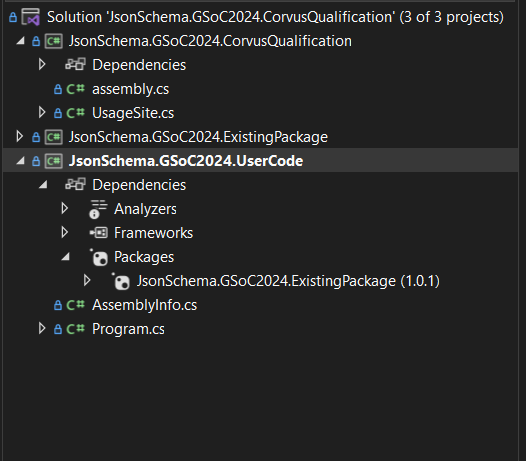 Solution 'JsonSchema.GSoC2024.CorvusQualification' (3 of 3 projects)
C# JsonSchema.GSoC2024.CorvusQualification
Dependencies
C# assembly.cs
C# UsageSite.cs
C# JsonSchema.GSoC2024.ExistingPackage
C# JsonSchema.GSoC2024.UserCode
Dependencies
Analyzers
Frameworks
Packages
JsonSchema.GSoC2024.ExistingPackage (1.0.1)
C# AssemblyInfo.cs
C# Program.cs